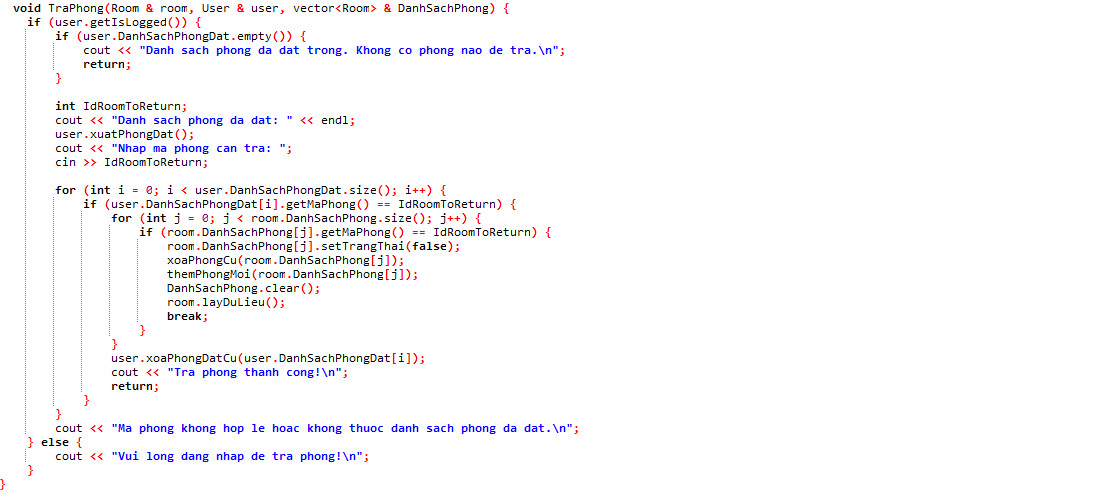 void TraPhong(Room & room, User & user, vector<Room> & DanhSachPhong) {
if (user.getIsLogged()) {
if (user.DanhSachPhongDat.empty()) {
cout << "Danh sach phong da dat trong. Khong co phong nao de tra.\n";
return;
}
int IdRoomToReturn;
cout << "Danh sach phong da dat: " << endl;
user.xuatPhongDat();
cout << "Nhap ma phong can tra: ";
cin >> IdRoomToReturn;
for (int i = 0; i < user.DanhSachPhongDat.size(); i++) {
if (user.DanhSachPhongDat[i].getMaPhong() == IdRoomToReturn) {
for (int j = 0; j < room.DanhSachPhong.size(); j++) {
if (room.DanhSachPhong[j].getMaPhong() == IdRoomToReturn) {
room.DanhSachPhong[j].setTrangThai(false);
xoaPhongCu(room.DanhSachPhong[j]);
themPhongMoi(room.DanhSachPhong[j]);
DanhSachPhong.clear();
room.layDuLieu();
break;
}
}
user.xoaPhongDatCu(user.DanhSachPhongDat[i]);
cout << "Tra phong thanh cong!\n";
return;
}
}
cout << "Ma phong khong hop le hoac khong thuoc danh sach phong da dat.\n";
} else {
cout << "Vui long dang nhap de tra phong!\n";
}
}